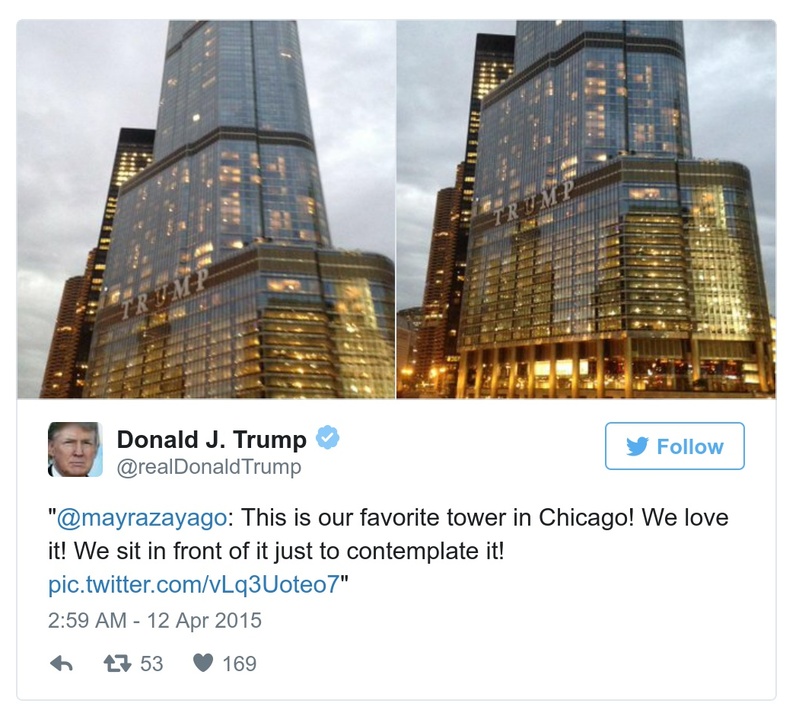 TRUMP
TRUMP
Donald J. Trump
@realDonaldTrump
Follow
"@mayrazayago: This is our favorite tower in Chicago! We love
it! We sit in front of it just to contemplate it!
pic.twitter.com/vLq3Uoteo7"
2:59 AM - 12 Apr 2015
53 169